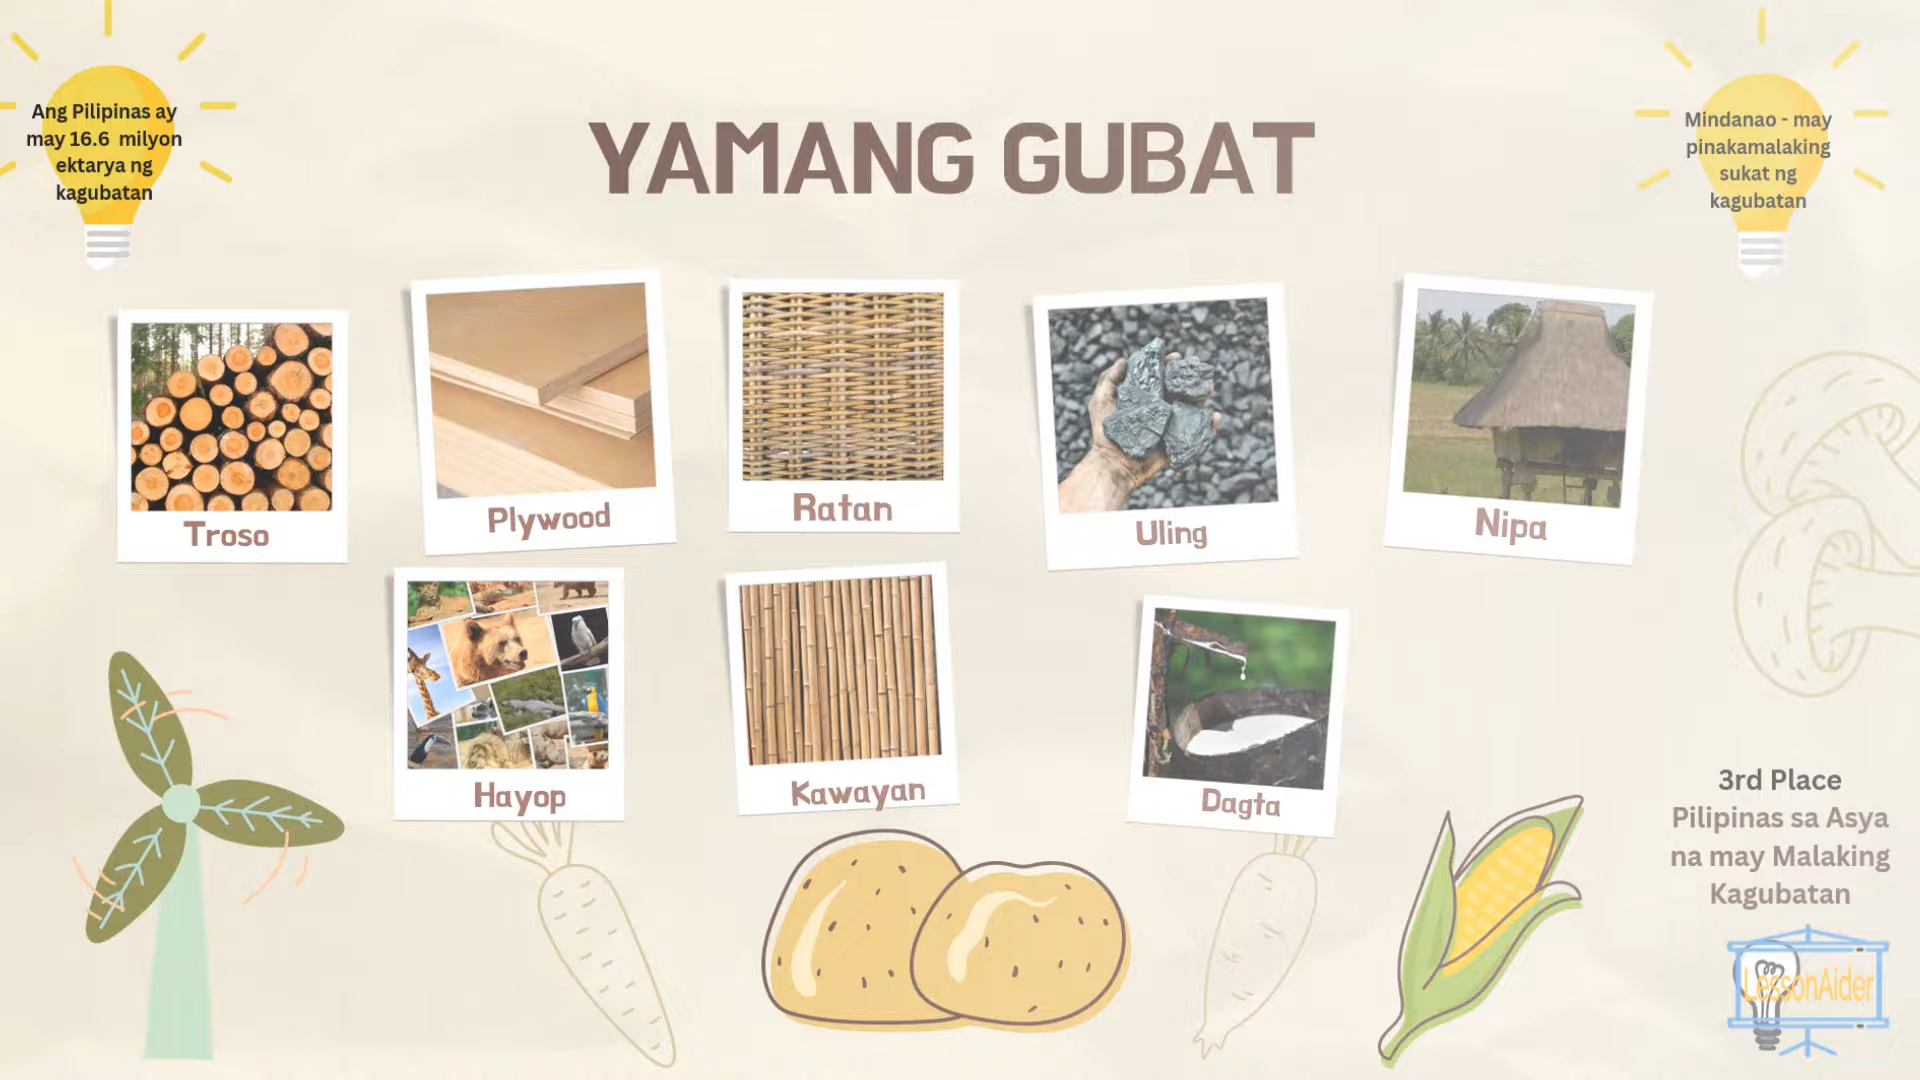 Ang Pilipinas ay
may 16.6 milyon
ektarya ng
kagubatan
YAMANG GUBAT
Mindanao - may
pinakamalaking
sukat ng
kagubatan
Troso
Plywood
Ratan
Uling
Nipa
Hayop
Kawayan
Dagta
3rd Place
Pilipinas sa Asya
na may Malaking
Kagubatan
LessonAider